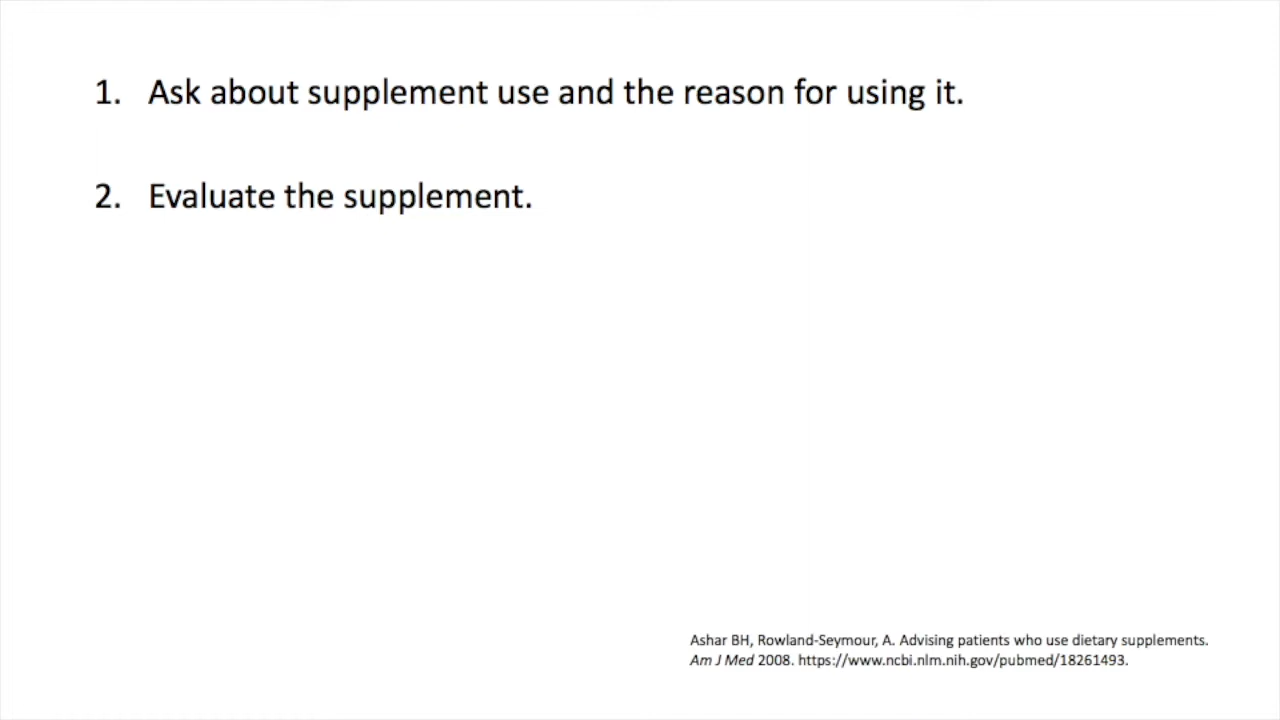 1. Ask about supplement use and the reason for using it.
2. Evaluate the supplement.
Ashar BH, Rowland-Seymour, A. Advising patients who use dietary supplements.
Am J Med 2008. https://www.ncbi.nlm.nih.gov/pubmed/18261493.